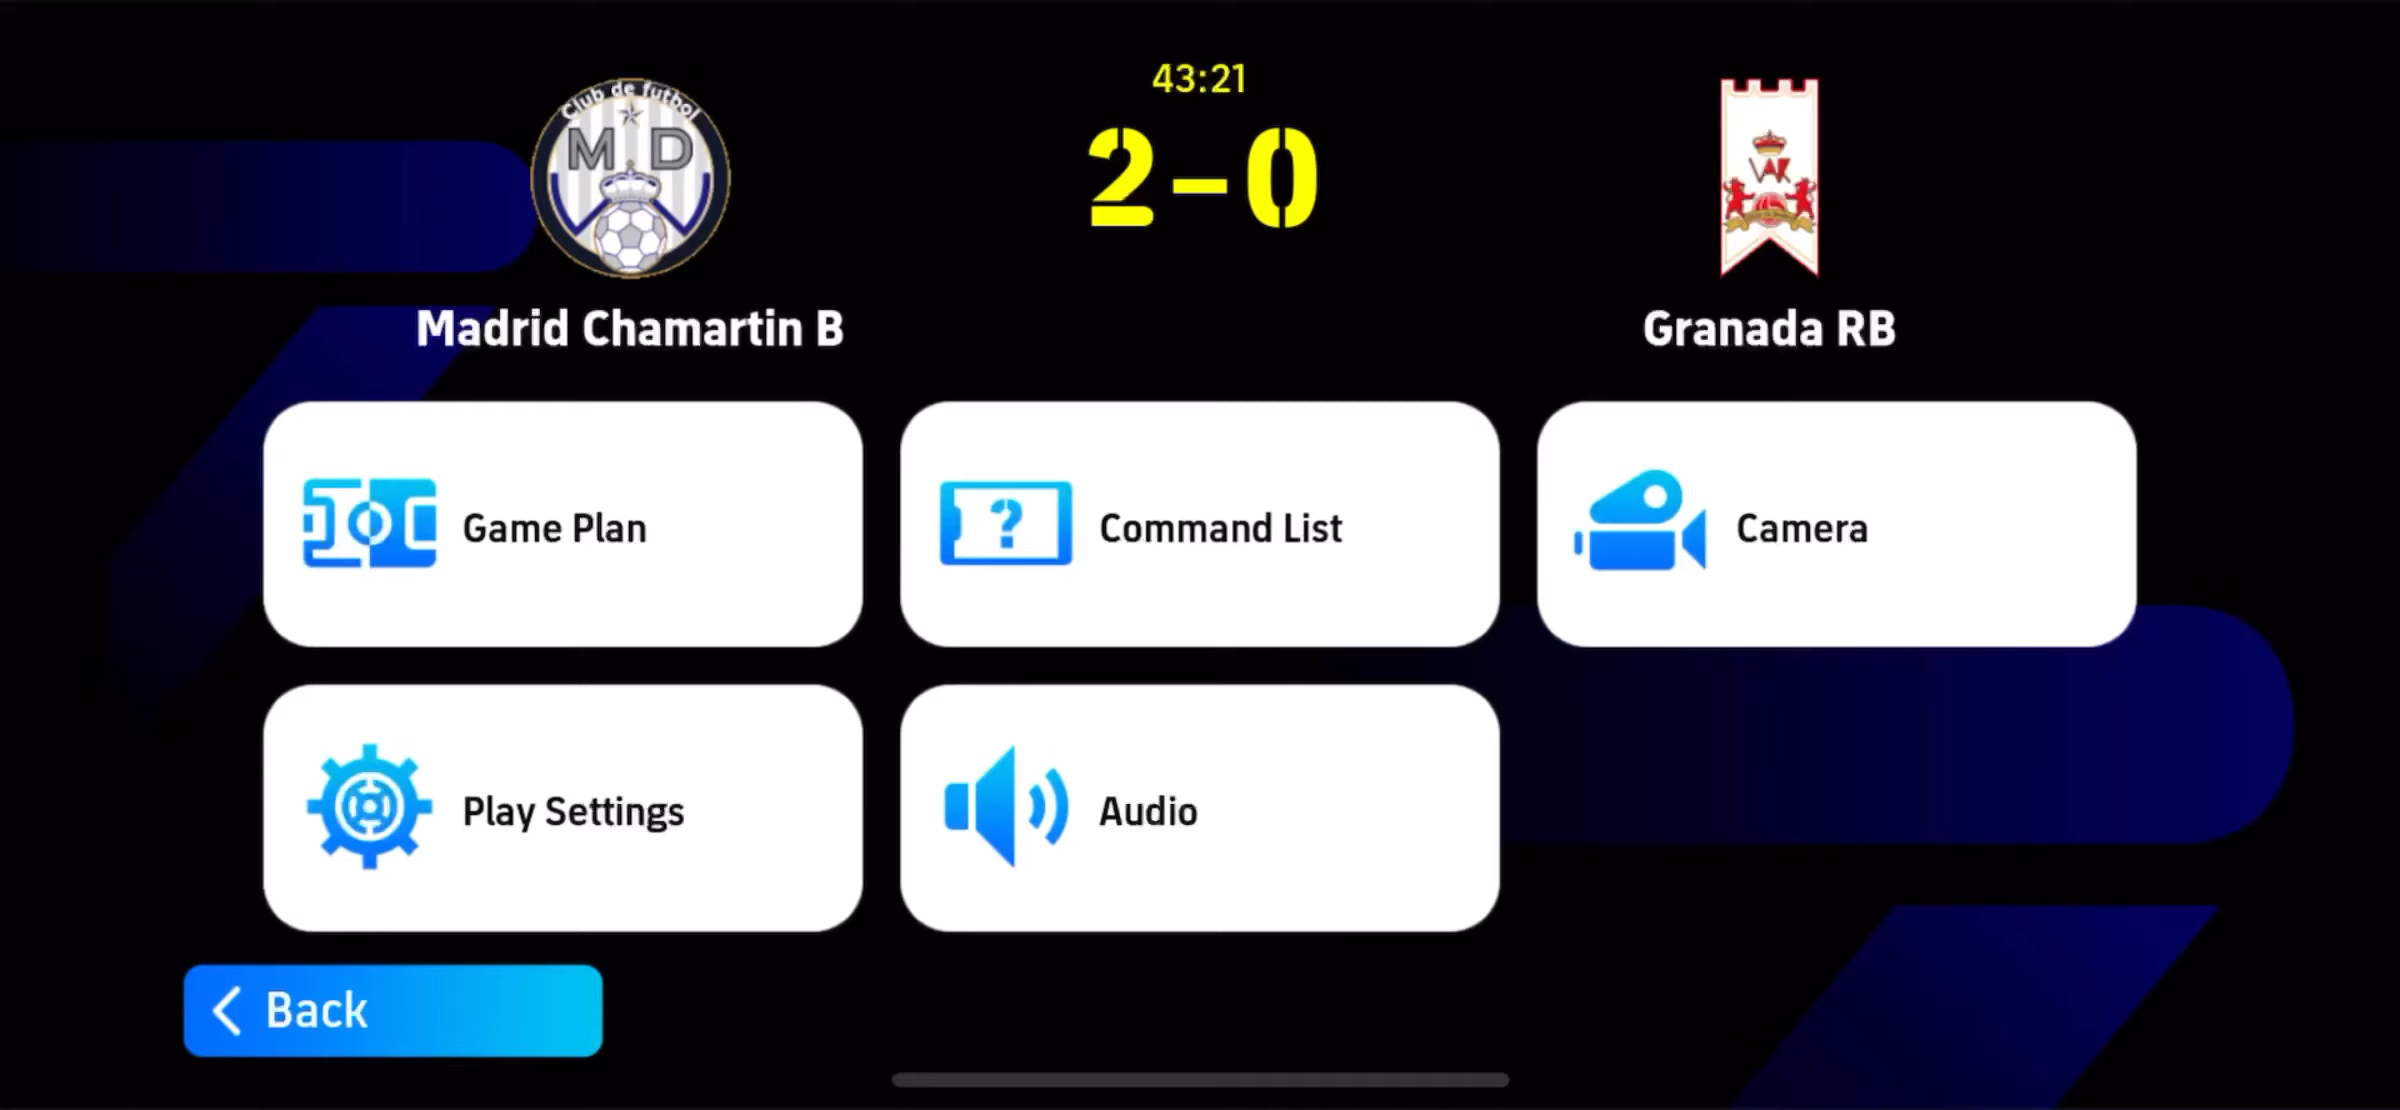 43:21
2-0
Club de futbol
M D
VAR
Madrid Chamartin B
Granada RB
Game Plan
Command List
Camera
Play Settings
Audio
Back